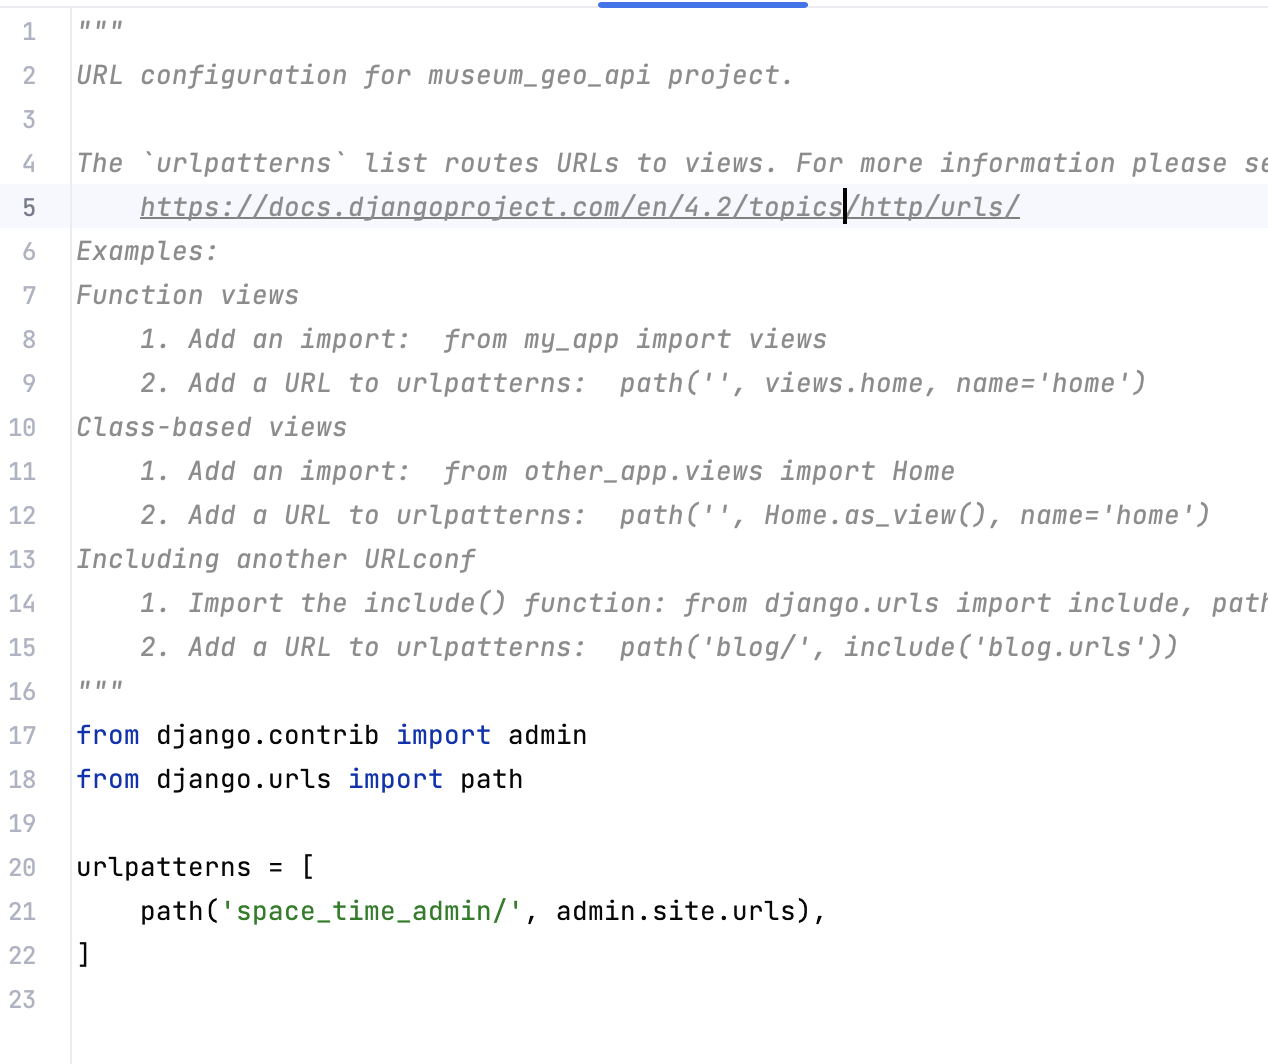 1 """
2 URL configuration for museum_geo_api project.
3
4 The `urlpatterns` list routes URLs to views. For more information please se
5     https://docs.djangoproject.com/en/4.2/topics/http/urls/
6 Examples:
7 Function views
8     1. Add an import:  from my_app import views
9     2. Add a URL to urlpatterns:  path('', views.home, name='home')
10 Class-based views
11     1. Add an import:  from other_app.views import Home
12     2. Add a URL to urlpatterns:  path('', Home.as_view(), name='home')
13 Including another URLconf
14     1. Import the include() function: from django.urls import include, path
15     2. Add a URL to urlpatterns:  path('blog/', include('blog.urls'))
16 """
17 from django.contrib import admin
18 from django.urls import path
19
20 urlpatterns = [
21     path('space_time_admin/', admin.site.urls),
22 ]
23